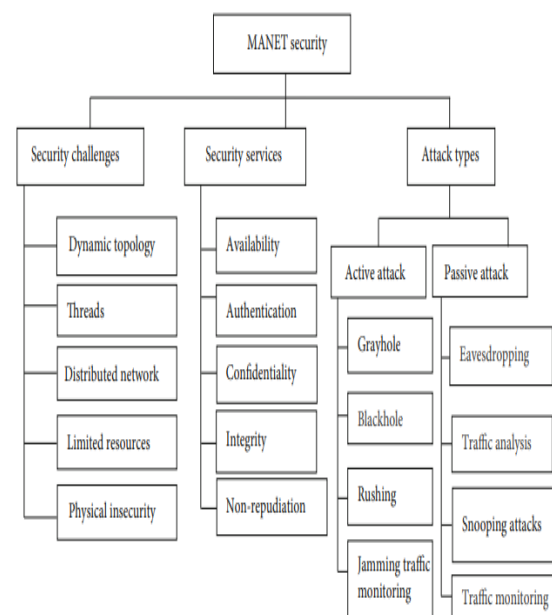 MANET security
Security challenges
Security services
Attack types
Dynamic topology
Threads
Distributed network
Limited resources
Physical insecurity
Availability
Authentication
Confidentiality
Integrity
Non-repudiation
Active attack
Passive attack
Grayhole
Blackhole
Rushing
Jamming traffic
monitoring
Eavesdropping
Traffic analysis
Snooping attacks
Traffic monitoring